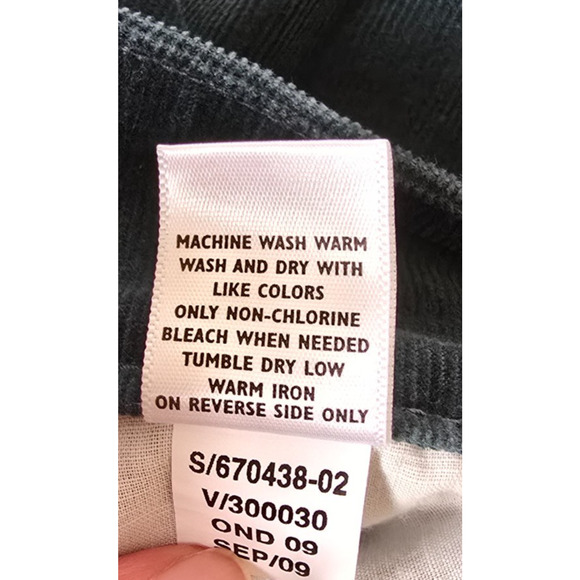 MACHINE WASH WARM
WASH AND DRY WITH
LIKE COLORS
ONLY NON-CHLORINE
BLEACH WHEN NEEDED
TUMBLE DRY LOW
WARM IRON
ON REVERSE SIDE ONLY
S/670438-02
V/300030
OND 09
SEP/09